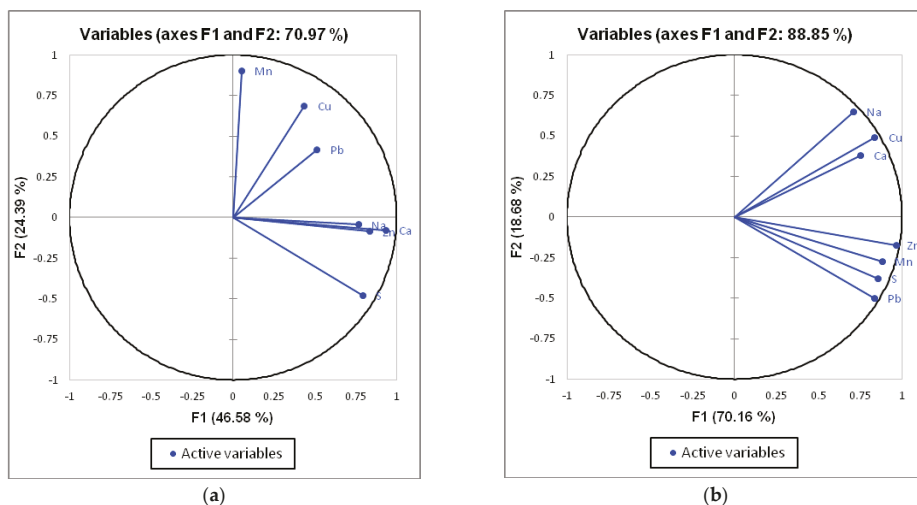 Variables (axes F1 and F2: 70.97 %)
1
0.75
0.5
0.25
0
-0.25
-0.5
-0.75
-1
F2 (24.39 %)
Mn
Cu
Pb
Na
Zn
Ca
S
-1 -0.75 -0.5 -0.25 0 0.25 0.5 0.75 1
F1 (46.58 %)
Active variables
(a)
Variables (axes F1 and F2: 88.85 %)
1
0.75
0.5
0.25
0
-0.25
-0.5
-0.75
-1
F2 (18.68 %)
Na
Cu
Ca
Zn
Mn
S
Pb
-1 -0.75 -0.5 -0.25 0 0.25 0.5 0.75 1
F1 (70.16 %)
Active variables
(b)